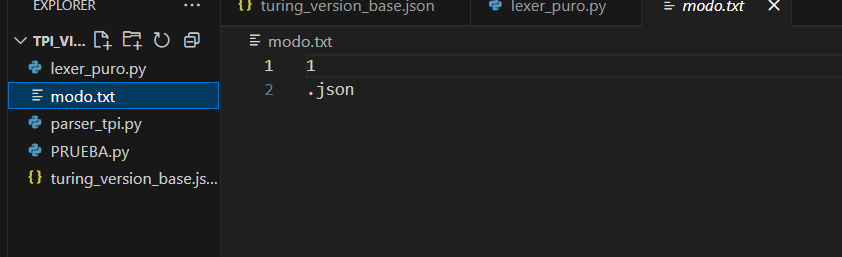 EXPLORER ...
TPI_VI...
lexer_puro.py
modo.txt
parser_tpi.py
PRUEBA.py
{} turing_version_base.js...
{} turing_version_base.json
lexer_puro.py
modo.txt
modo.txt
1 1
2 .json